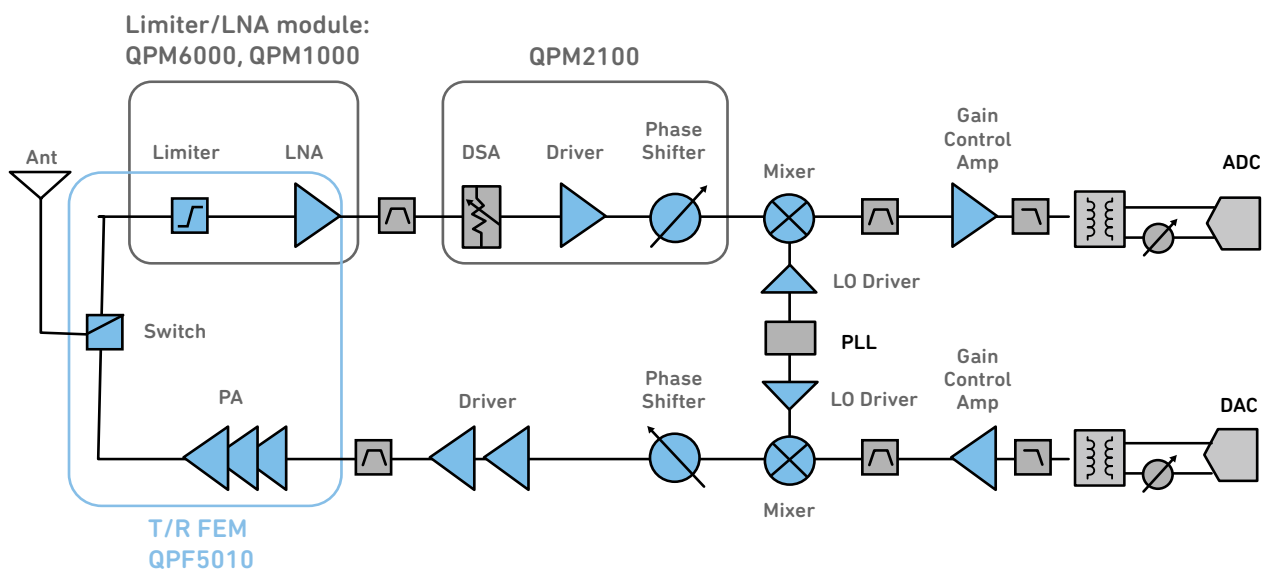 Limiter/LNA module:
QPM6000, QPM1000
QPM2100
Ant
Limiter
LNA
DSA
Driver
Phase
Shifter
Mixer
Gain
Control
Amp
ADC
LO Driver
Switch
PLL
PA
Driver
Phase
Shifter
LO Driver
Gain
Control
Amp
DAC
Mixer
T/R FEM
QPF5010